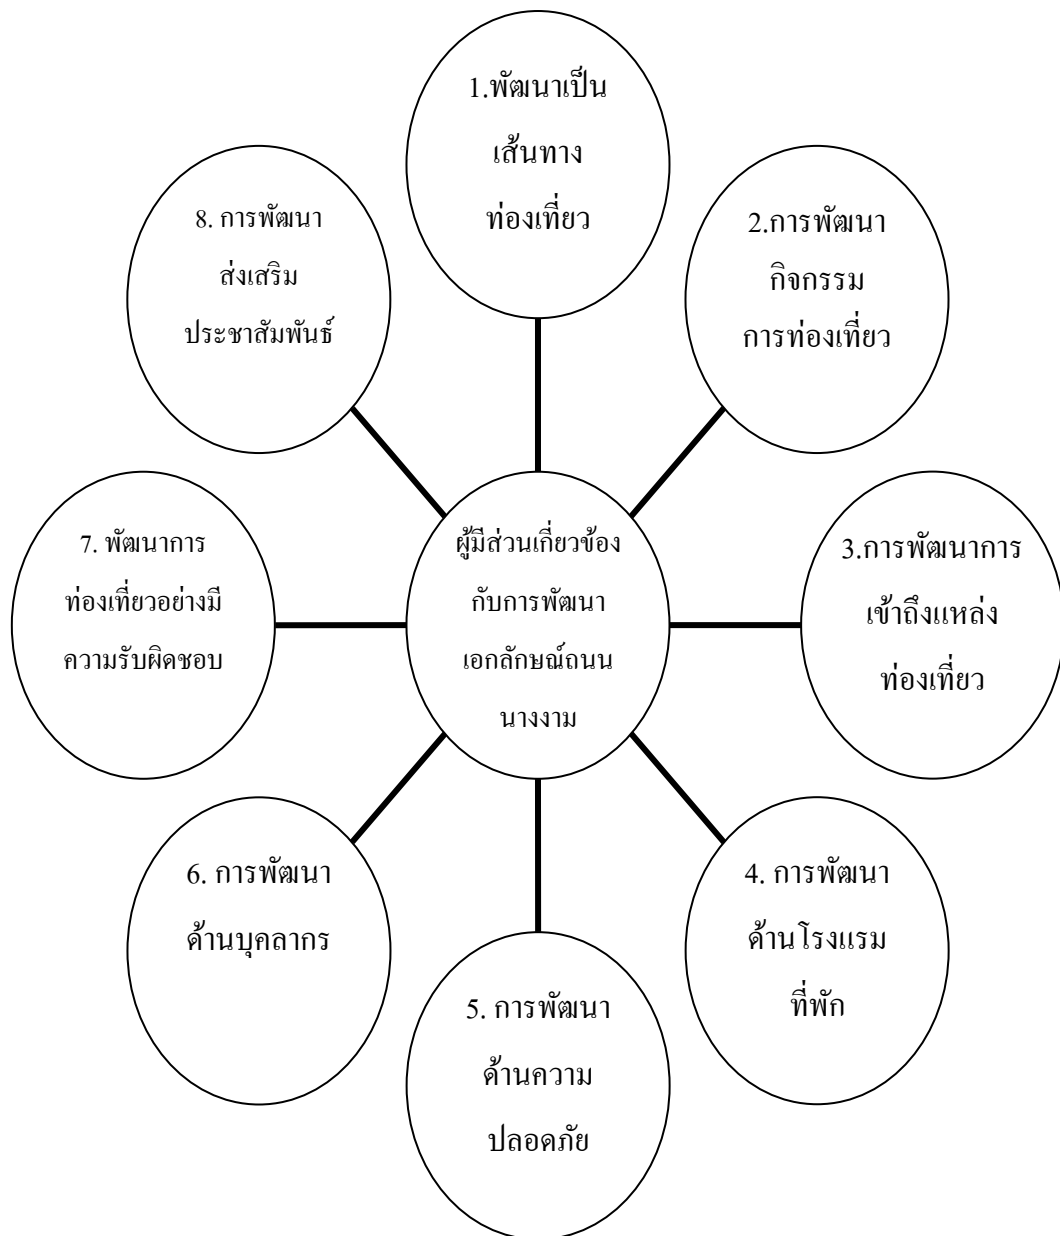 1.พัฒนาเป็น
เส้นทาง
ท่องเที่ยว
2.การพัฒนา
กิจกรรม
การท่องเที่ยว
3.การพัฒนาการ
เข้าถึงแหล่ง
ท่องเที่ยว
4. การพัฒนา
ด้านโรงแรม
ที่พัก
5. การพัฒนา
ด้านความ
ปลอดภัย
6. การพัฒนา
ด้านบุคลากร
7. พัฒนาการ
ท่องเที่ยวอย่างมี
ความรับผิดชอบ
8. การพัฒนา
ส่งเสริม
ประชาสัมพันธ์
ผู้มีส่วนเกี่ยวข้อง
กับการพัฒนา
เอกลักษณ์ถนน
นางงาม